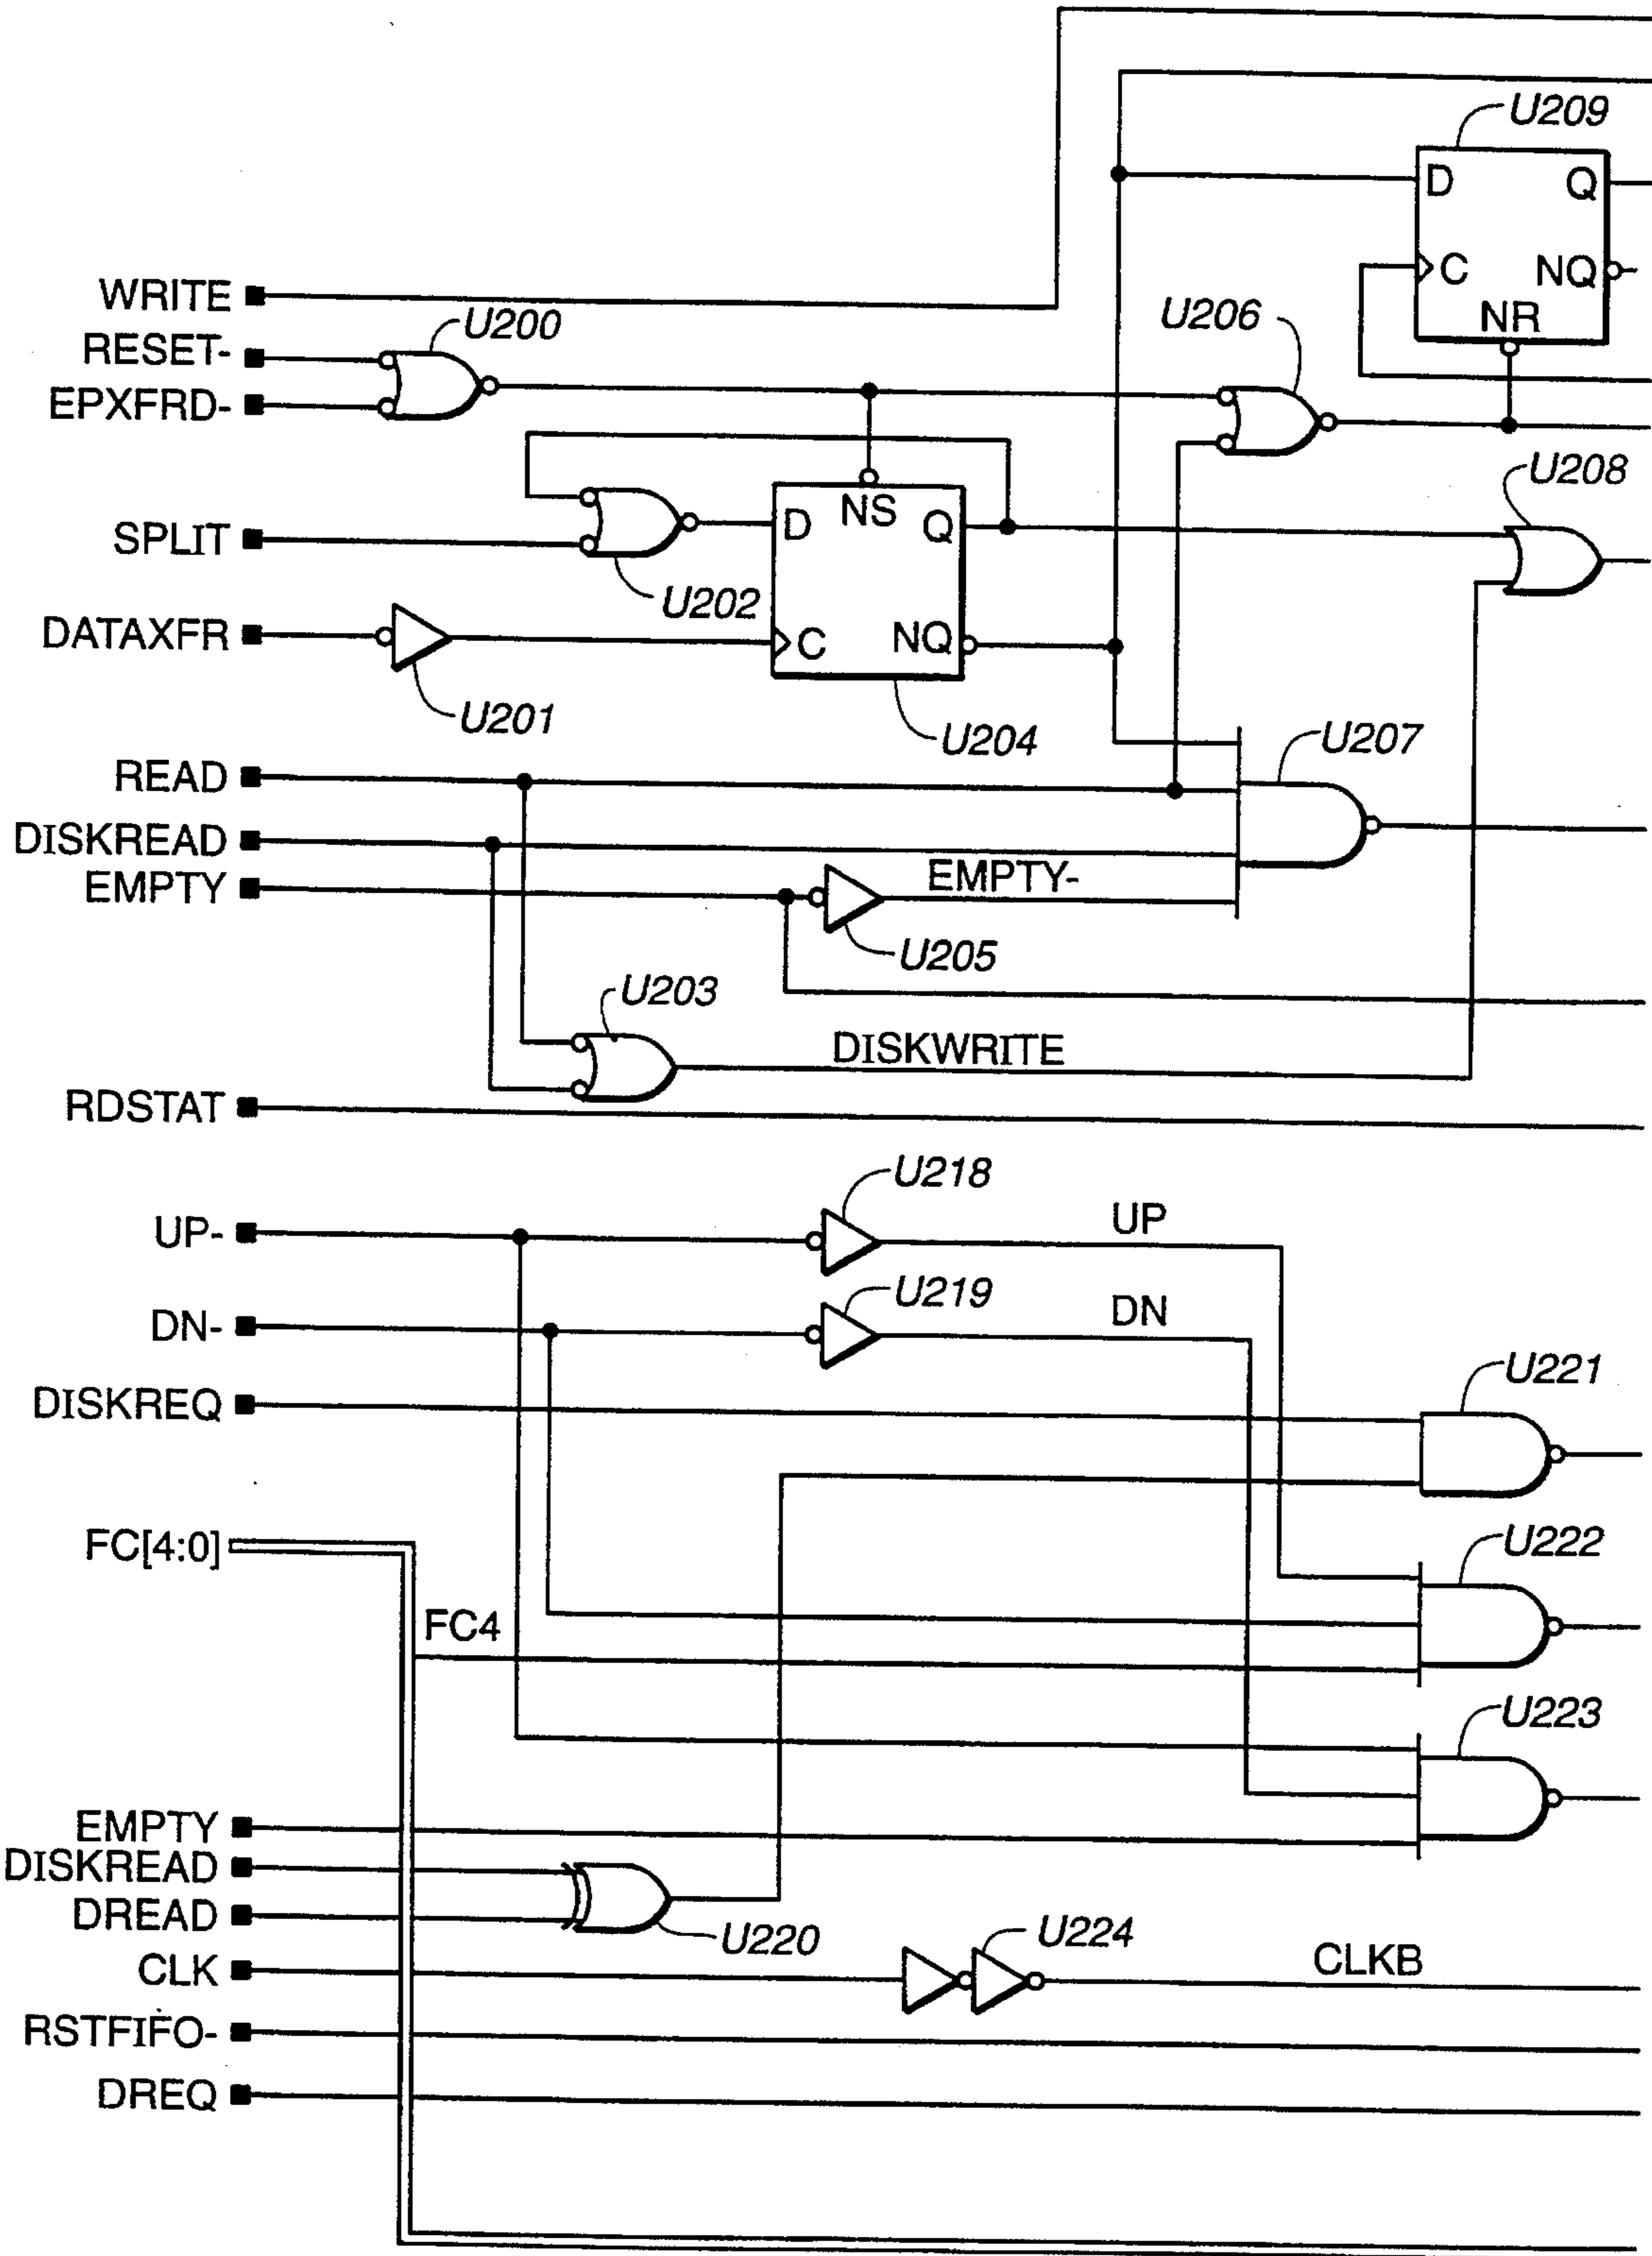 U209
D Q
C NQ
NR
WRITE
U200
U206
RESET-
EPXFRD-
U208
SPLIT
D NS Q
U202
DATAXFR
C NQ
U201
U204
U207
READ
DISKREAD
EMPTY
EMPTY-
U205
U203
DISKWRITE
RDSTAT
U218
UP-
UP
U219
DN-
DN
U221
DISKREQ
FC[4:0]
U222
FC4
U223
EMPTY
DISKREAD
DREAD
U220
U224
CLK
CLKB
RSTFIFO-
DREQ